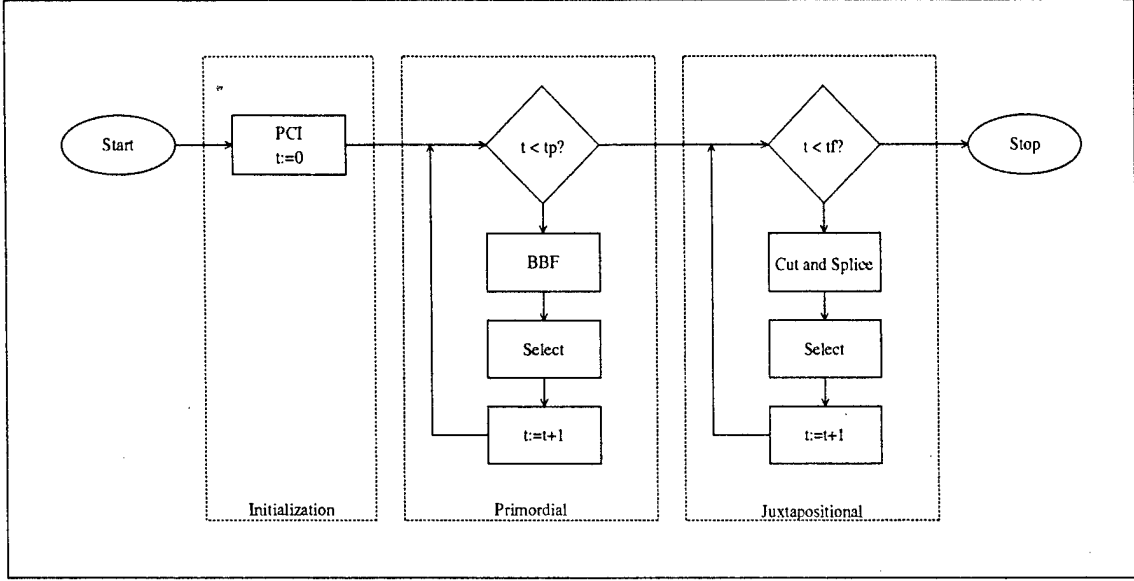 Start
PCI
t:=0
t < tp?
BBF
Select
t:=t+1
t < tf?
Cut and Splice
Select
t:=t+1
Stop
Initialization
Primordial
Juxtapositional